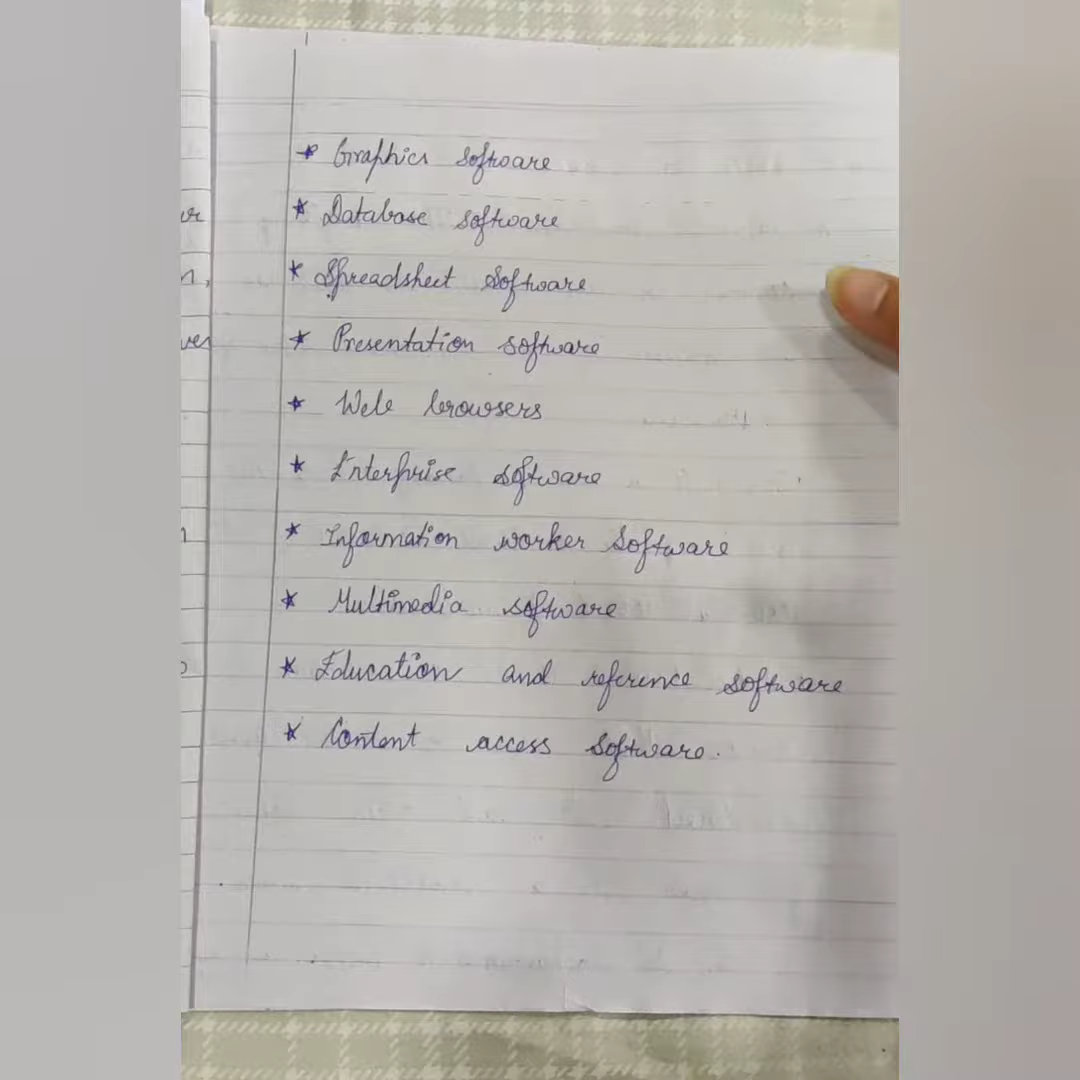 * Graphics software
* Database software
* Spreadsheet software
* Presentation software
* Web browsers
* Enterprise software
* Information worker software
* Multimedia software
* Education and reference software
* Content access software.